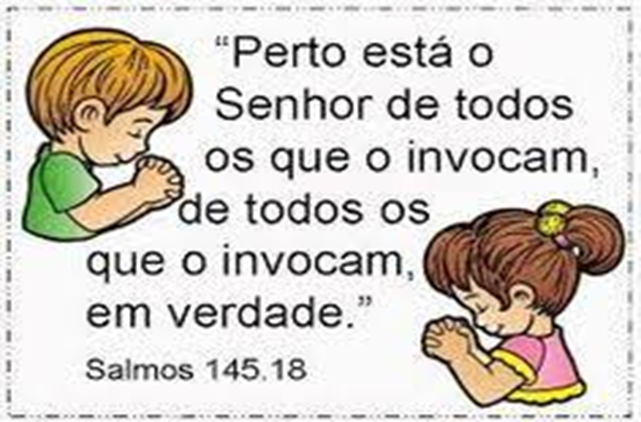 “Perto está o
Senhor de todos
os que o invocam,
de todos os
que o invocam,
em verdade.”
Salmos 145.18